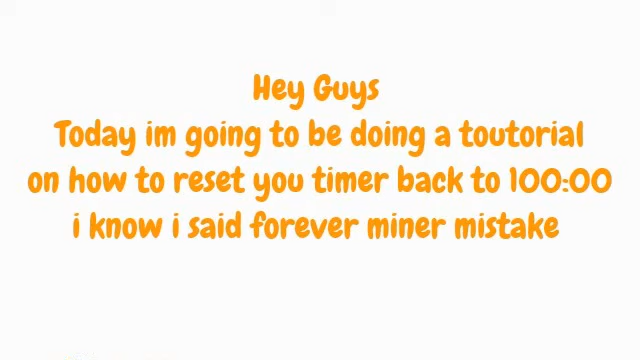 Hey Guys
Today im going to be doing a toutorial
on how to reset you timer back to 100:00
i know i said forever miner mistake